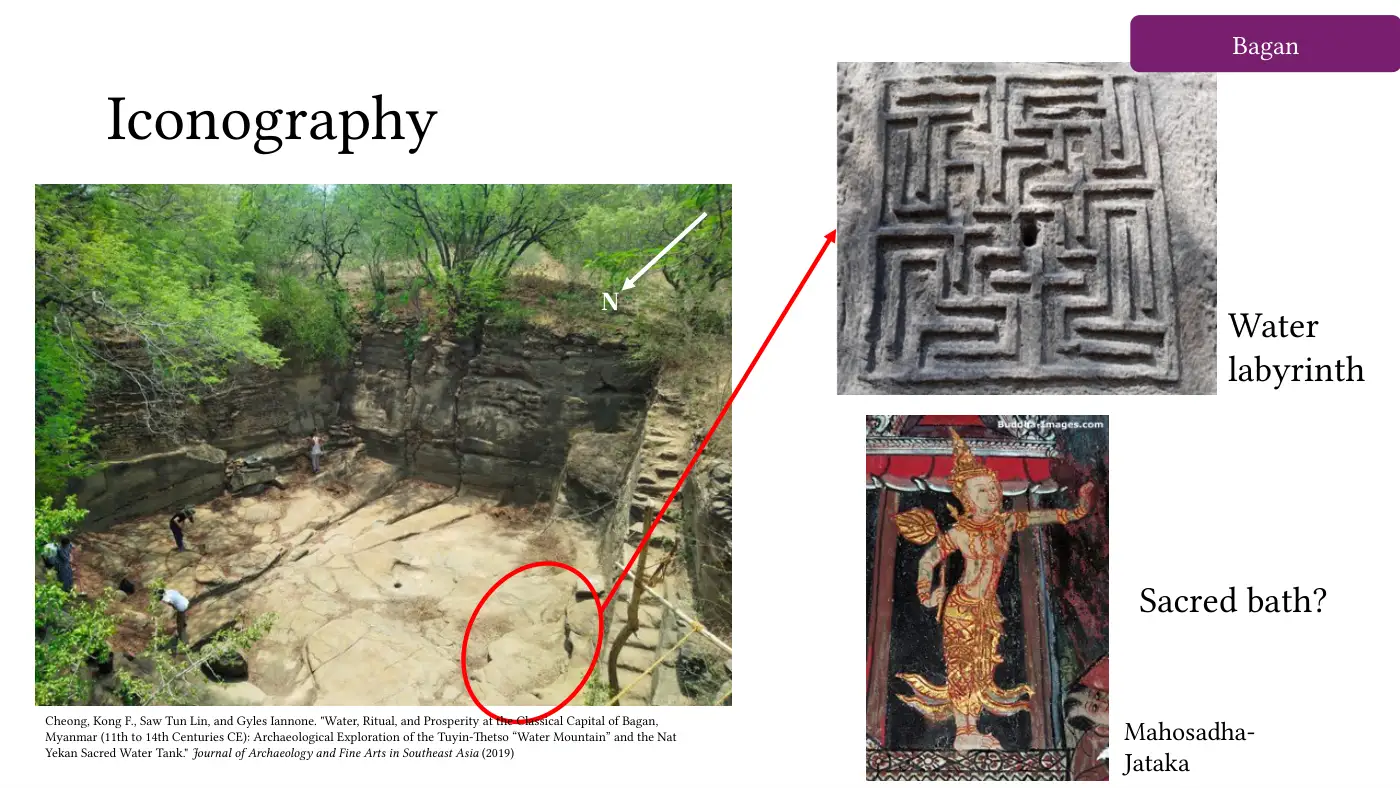 Bagan
Iconography
N
Water
labyrinth
Buddha-Images.com
Sacred bath?
Mahosadha-
Jataka
Cheong, Kong F., Saw Tun Lin, and Gyles Iannone. "Water, Ritual, and Prosperity at the Classical Capital of Bagan,
Myanmar (11th to 14th Centuries CE): Archaeological Exploration of the Tuyin-Thetso “Water Mountain” and the Nat
Yekan Sacred Water Tank." Journal of Archaeology and Fine Arts in Southeast Asia (2019)